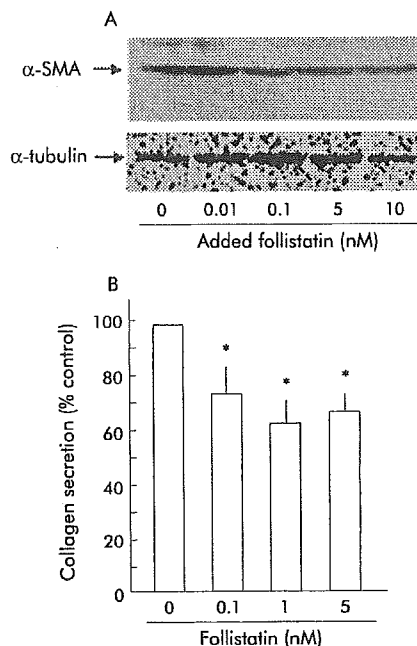 A
α-SMA
α-tubulin
0 0.01 0.1 5 10
Added follistatin (nM)
B
Collagen secretion (% control)
100
80
60
40
20
0
* * *
0 0.1 1 5
Follistatin (nM)